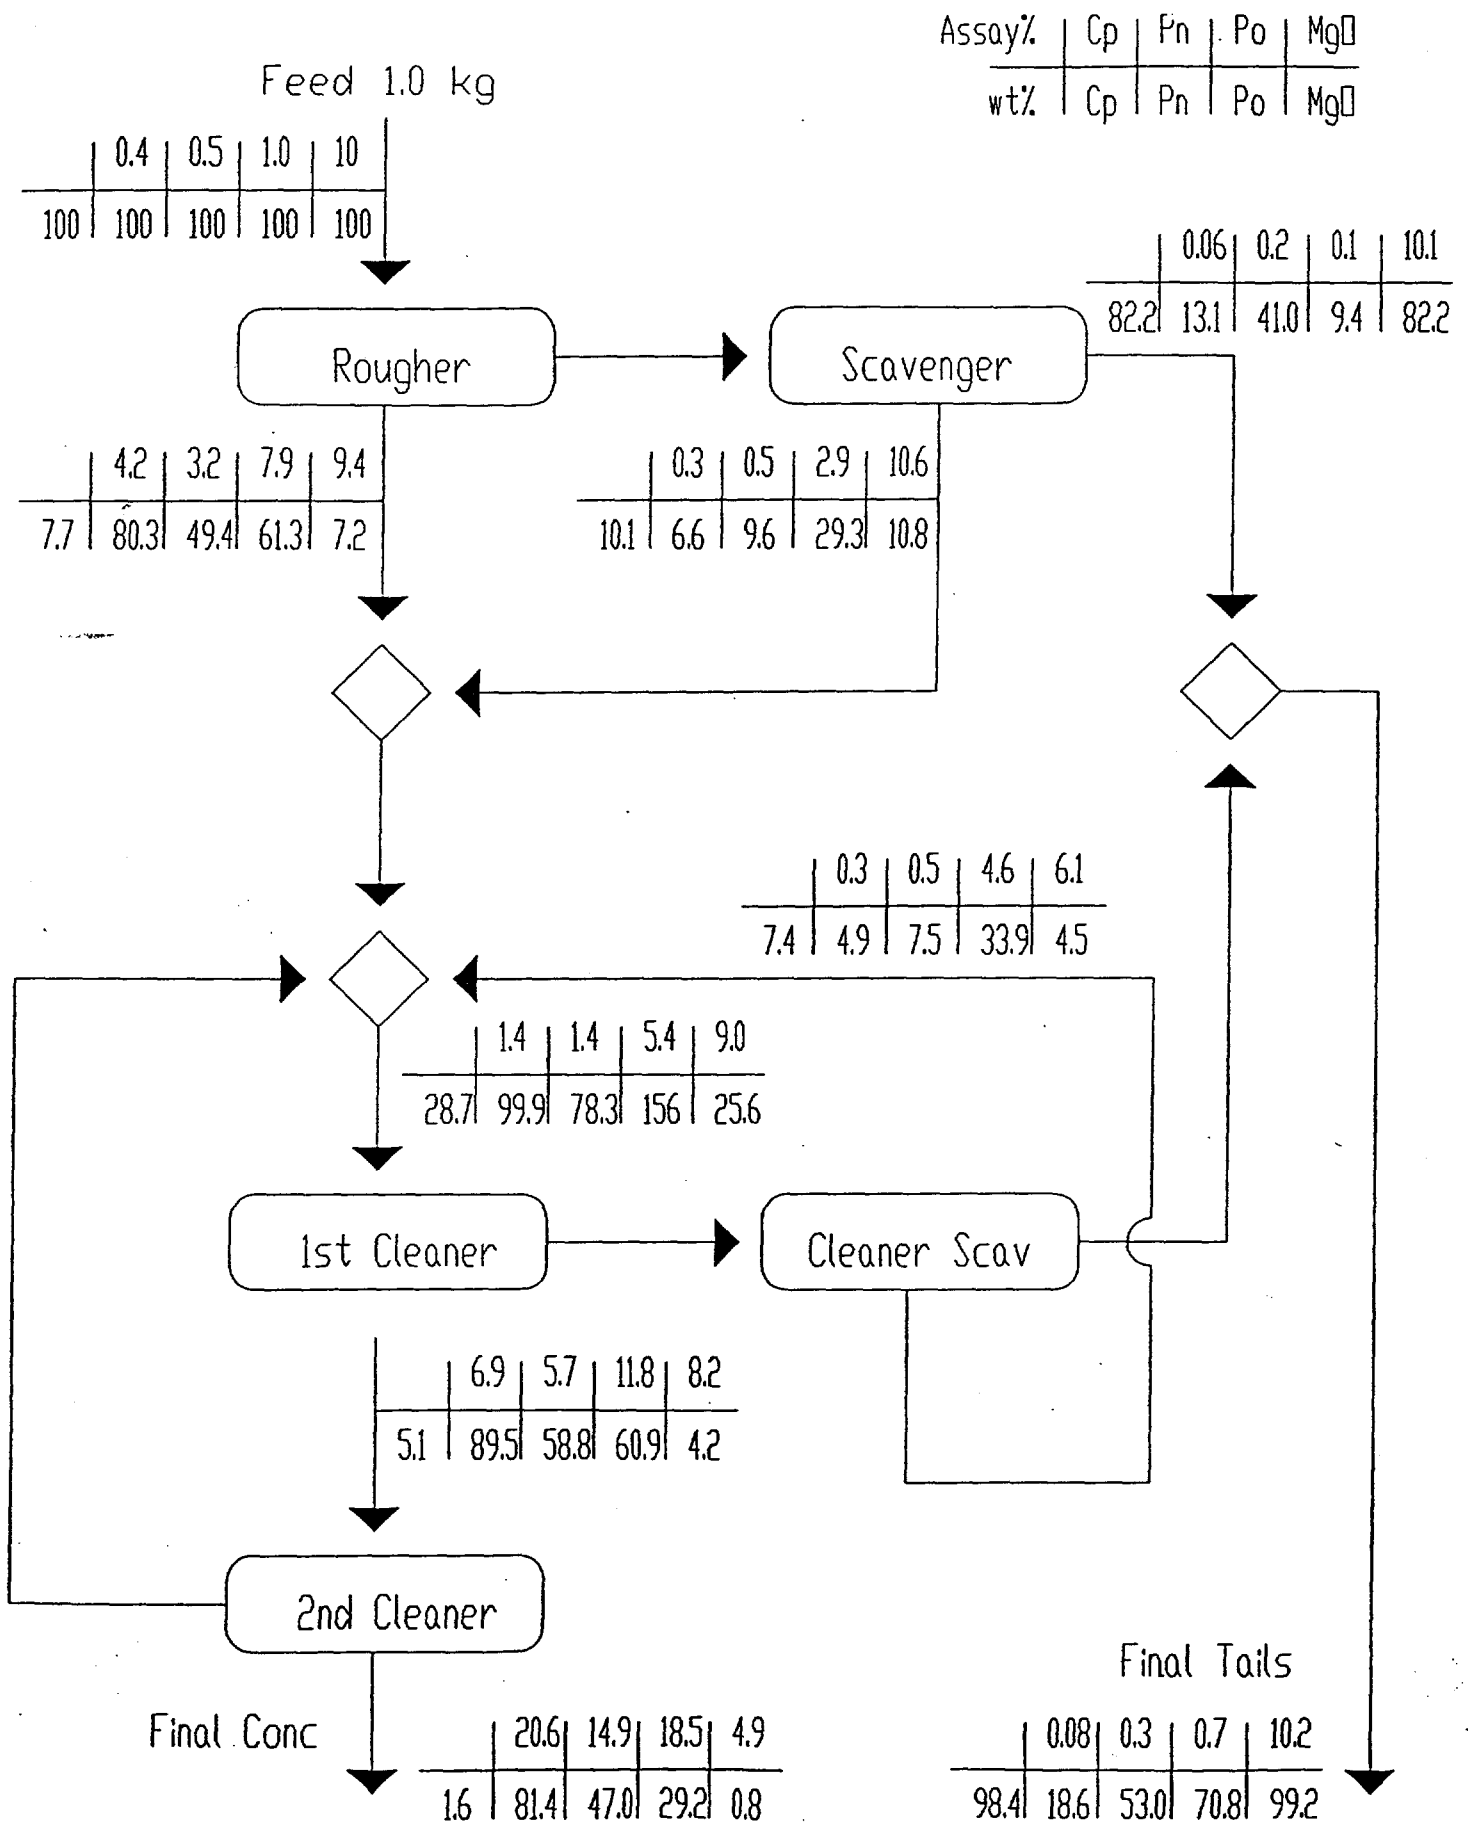 Assay% Cp Pn Po MgO
wt% Cp Pn Po MgO
Feed 1.0 kg
0.4 0.5 1.0 10
100 100 100 100 100
0.06 0.2 0.1 10.1
82.2 13.1 41.0 9.4 82.2
Rougher
Scavenger
4.2 3.2 7.9 9.4
7.7 80.3 49.4 61.3 7.2
0.3 0.5 2.9 10.6
10.1 6.6 9.6 29.3 10.8
0.3 0.5 4.6 6.1
7.4 4.9 7.5 33.9 4.5
1.4 1.4 5.4 9.0
28.7 99.9 78.3 156 25.6
1st Cleaner
Cleaner Scav
6.9 5.7 11.8 8.2
5.1 89.5 58.8 60.9 4.2
2nd Cleaner
Final Conc
20.6 14.9 18.5 4.9
1.6 81.4 47.0 29.2 0.8
Final Tails
0.08 0.3 0.7 10.2
98.4 18.6 53.0 70.8 99.2